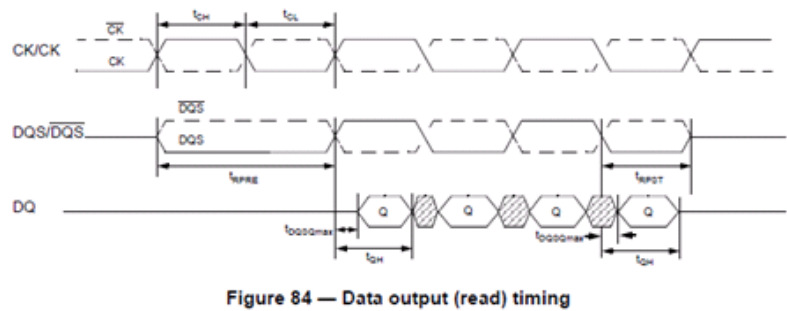 tCH tCL
CK
CK/CK
CK
DQS
DQS/DQS
DQS
tRPRE tRPST
DQ Q Q Q Q
tDQSQmax tDQSQmax
tQH tQH
Figure 84 — Data output (read) timing